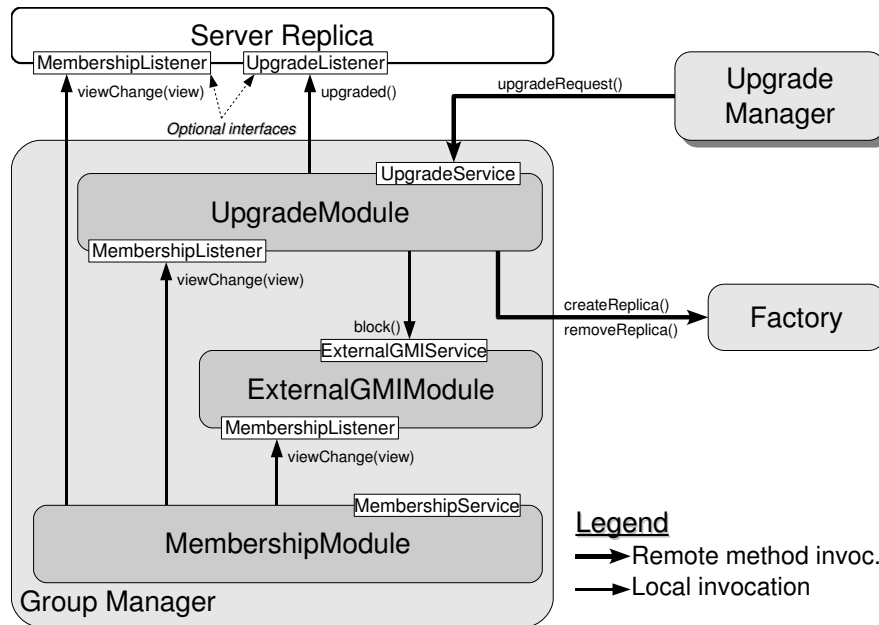 Server Replica
MembershipListener
UpgradeListener
viewChange(view)
upgraded()
Optional interfaces
upgradeRequest()
Upgrade
Manager
UpgradeService
UpgradeModule
MembershipListener
viewChange(view)
block()
createReplica()
removeReplica()
Factory
ExternalGMIService
ExternalGMIModule
MembershipListener
viewChange(view)
MembershipService
MembershipModule
Group Manager
Legend
Remote method invoc.
Local invocation